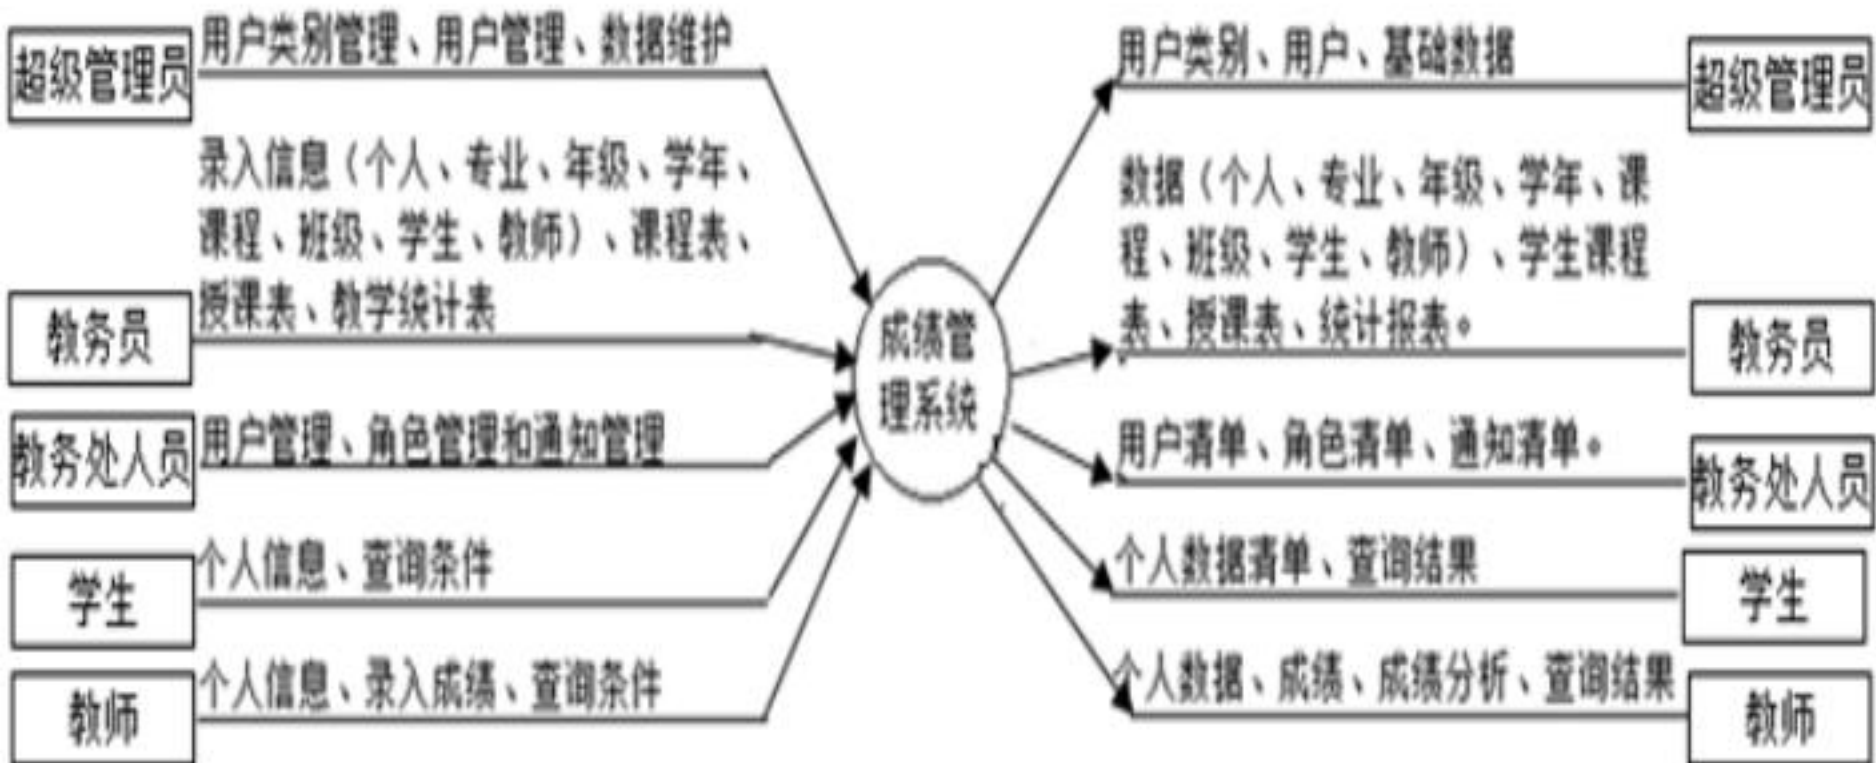 超级管理员
用户类别管理、用户管理、数据维护
录入信息（个人、专业、年级、学年、
课程、班级、学生、教师）、课程表、
授课表、教学统计表
教务员
教务处人员
用户管理、角色管理和通知管理
学生
个人信息、查询条件
教师
个人信息、录入成绩、查询条件
成绩管
理系统
用户类别、用户、基础数据
超级管理员
数据（个人、专业、年级、学年、课
程、班级、学生、教师）、学生课程
表、授课表、统计报表。
教务员
用户清单、角色清单、通知清单。
教务处人员
个人数据清单、查询结果
学生
个人数据、成绩、成绩分析、查询结果
教师